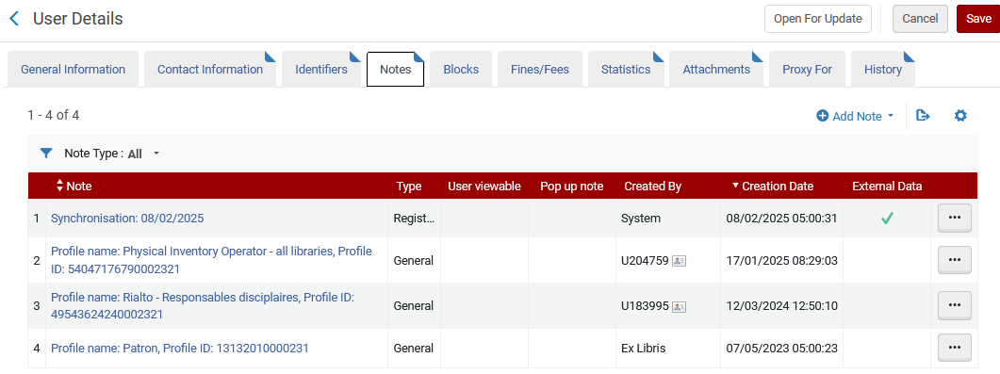 User Details
Open For Update
Cancel
Save
General Information
Contact Information
Identifiers
Notes
Blocks
Fines/Fees
Statistics
Attachments
Proxy For
History
1 - 4 of 4
Add Note
Note Type : All
Note Type User viewable Pop up note Created By Creation Date External Data
1 Synchronisation: 08/02/2025 Regist... System 08/02/2025 05:00:31
2 Profile name: Physical Inventory Operator - all libraries, Profile
ID: 54047176790002321 General U204759 17/01/2025 08:29:03
3 Profile name: Rialto - Responsables disciplaires, Profile ID:
49543624240002321 General U183995 12/03/2024 12:50:10
4 Profile name: Patron, Profile ID: 13132010000231 General Ex Libris 07/05/2023 05:00:23